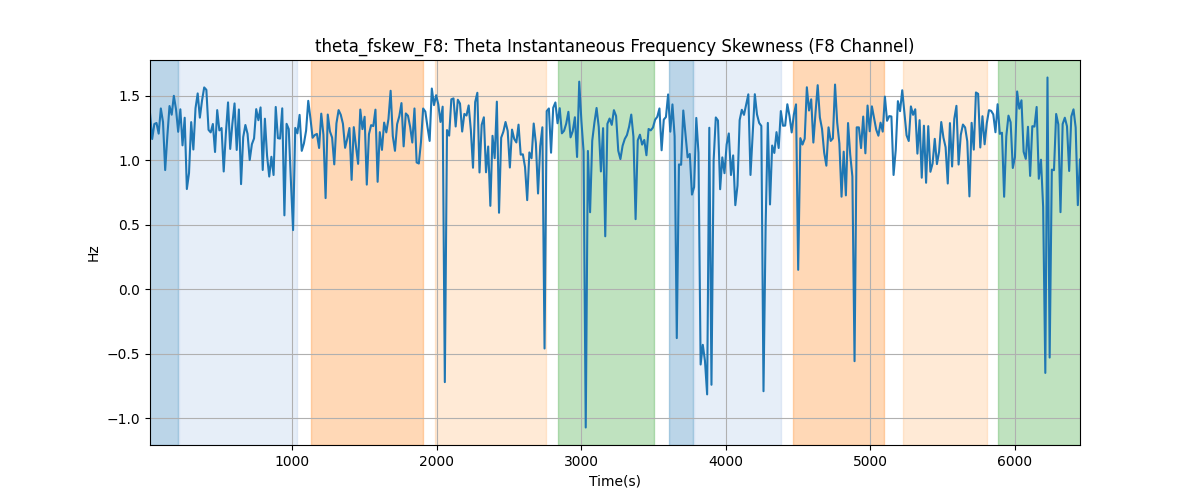 theta_fskew_F8: Theta Instantaneous Frequency Skewness (F8 Channel)
Hz
1.5
1.0
0.5
0.0
−0.5
−1.0
1000 2000 3000 4000 5000 6000
Time(s)